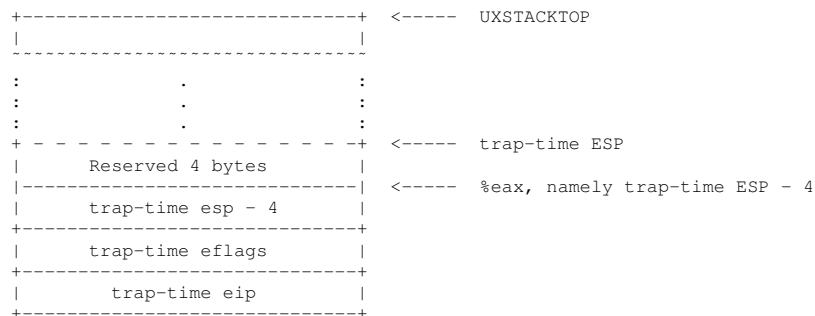 +------------------------------+ <----- UXSTACKTOP
|                              |
~~~~~~~~~~~~~~~~~~~~~~~~~~~~~~~~
:              .               :
:              .               :
:              .               :
+ - - - - - - - - - - - - - - -+ <----- trap-time ESP
|      Reserved 4 bytes        |
|------------------------------| <----- %eax, namely trap-time ESP - 4
|      trap-time esp - 4       |
+------------------------------+
|      trap-time eflags        |
+------------------------------+
|        trap-time eip         |
+------------------------------+